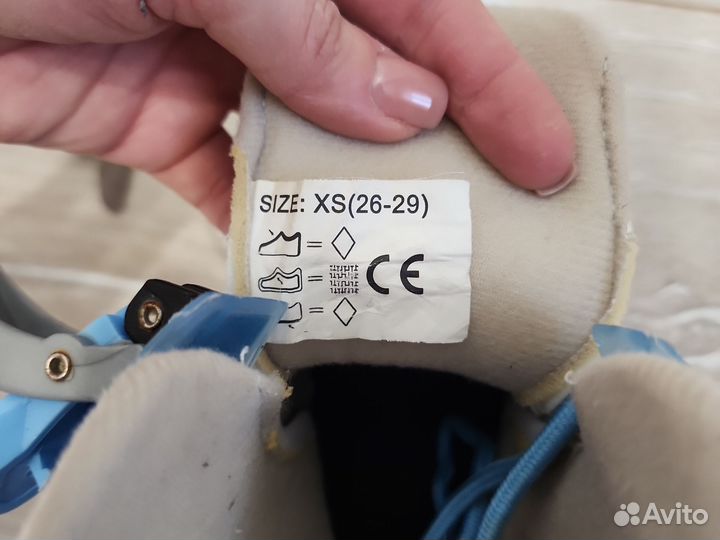 SIZE: XS(26-29)
= 
= CE
=
Avito